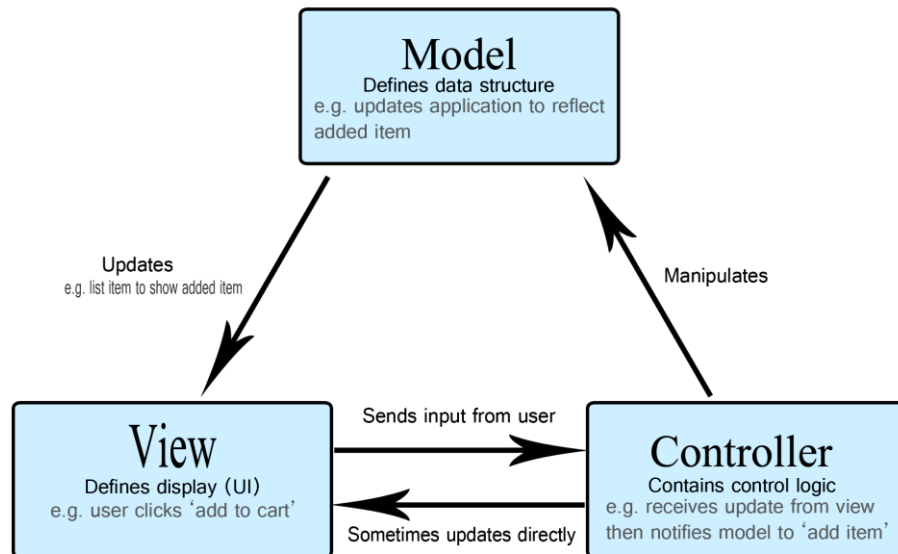 Model
Defines data structure
e.g. updates application to reflect
added item
Updates
e.g. list item to show added item
Manipulates
View
Defines display (UI)
e.g. user clicks ‘add to cart’
Sends input from user
Sometimes updates directly
Controller
Contains control logic
e.g. receives update from view
then notifies model to ‘add item’